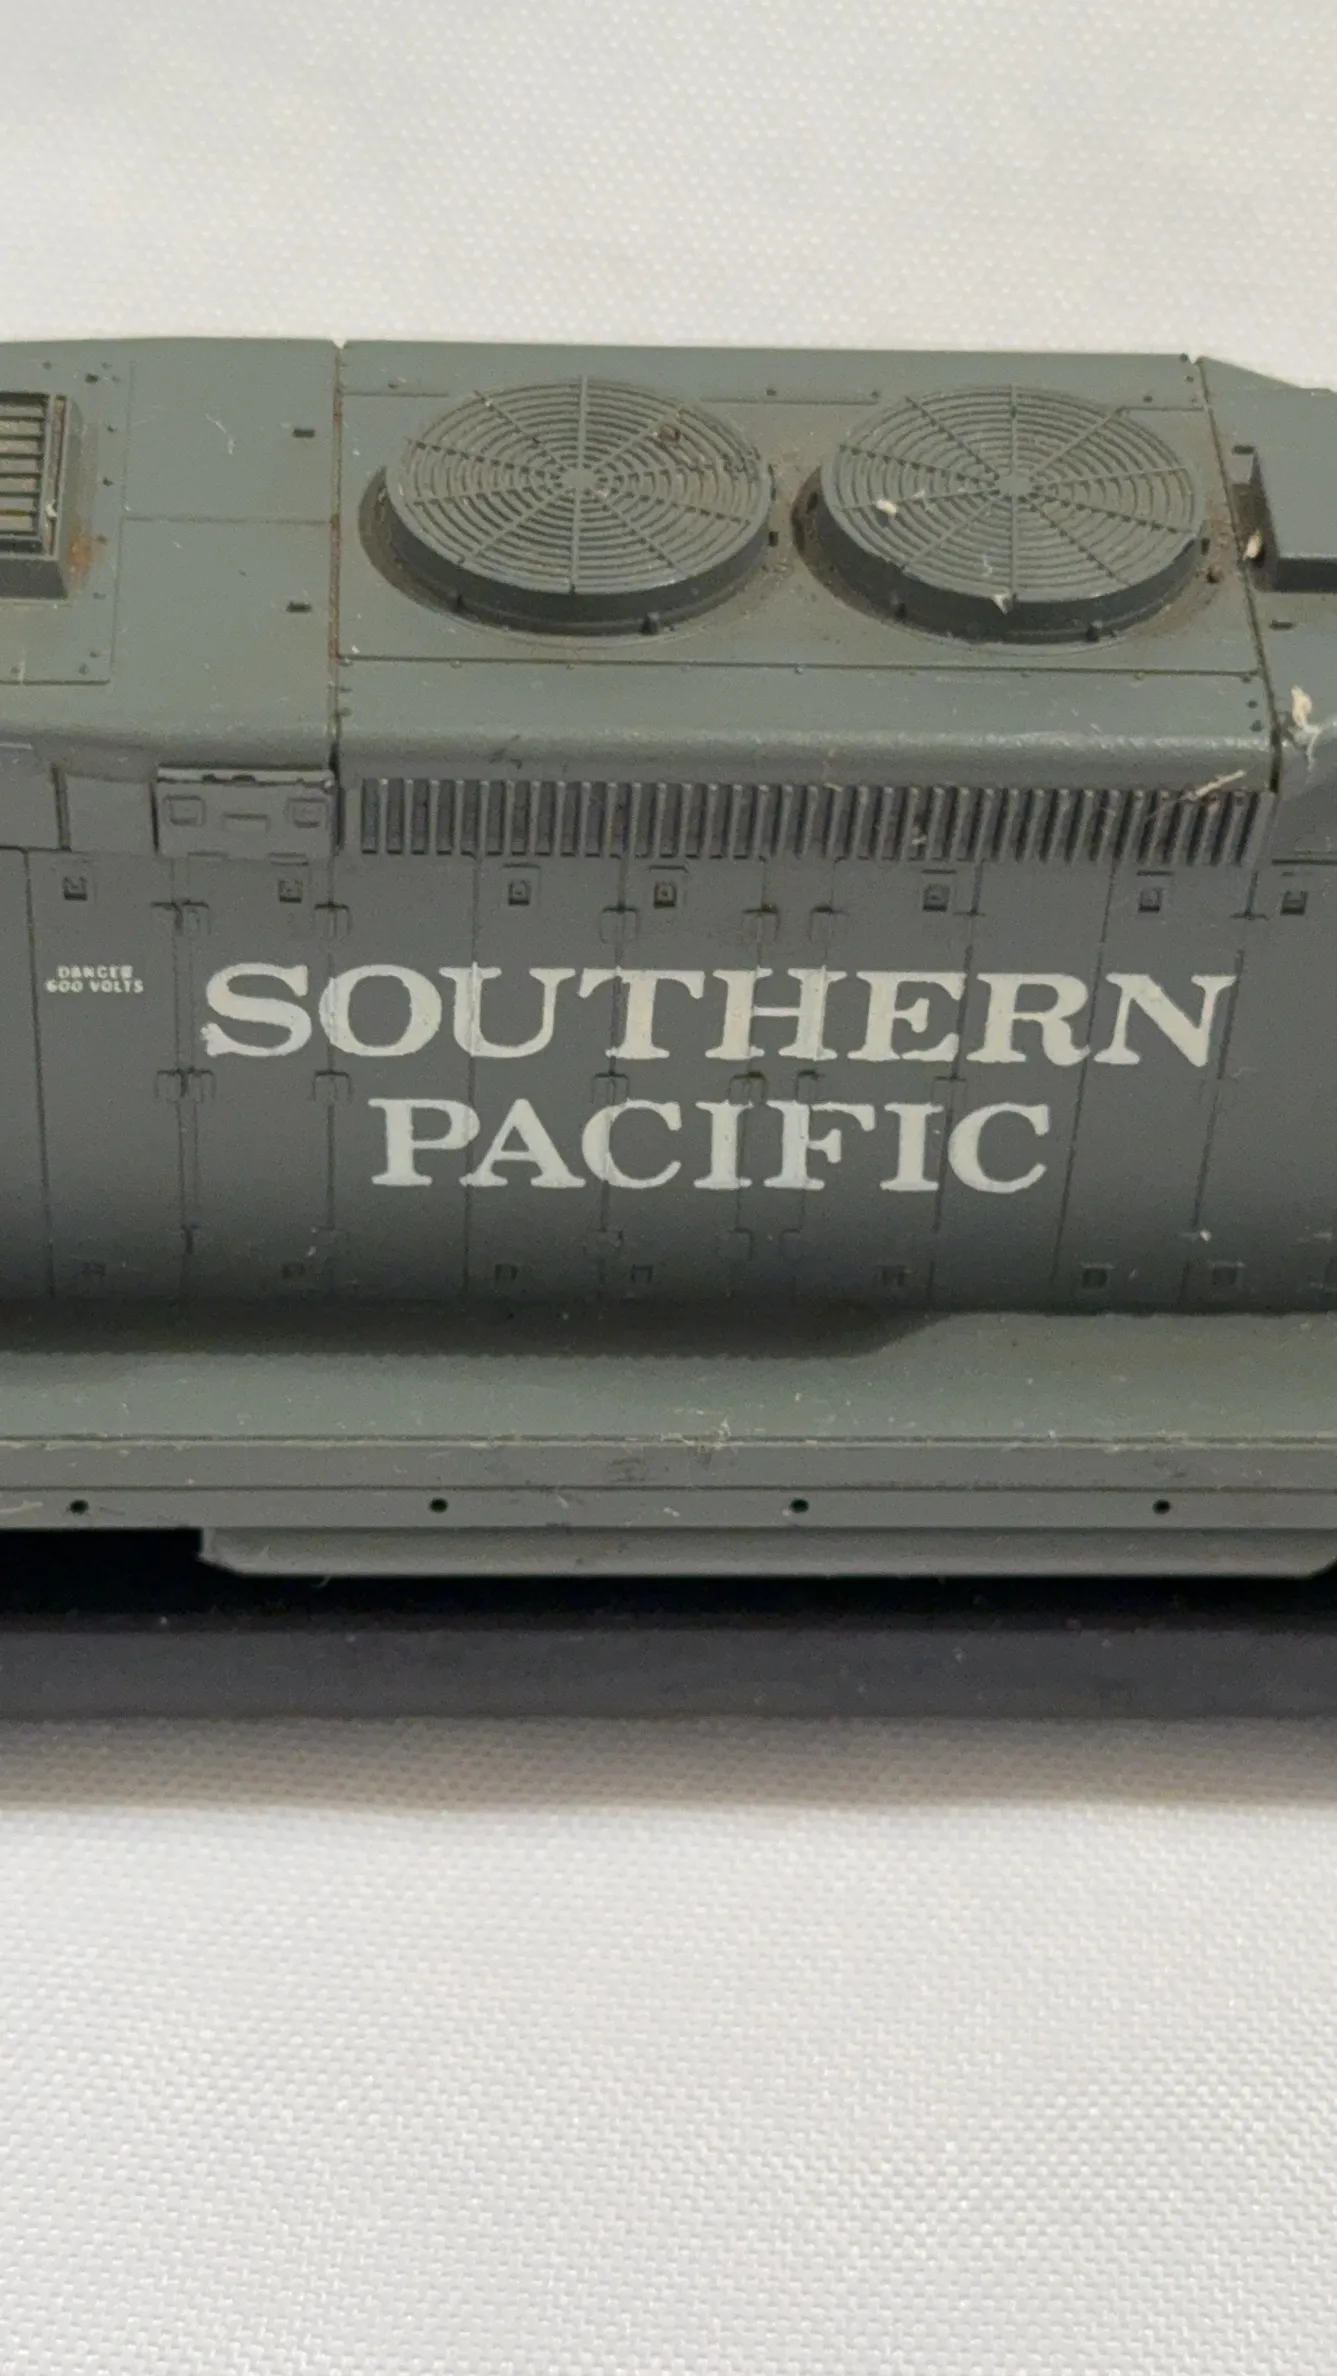 DANGER
600 VOLTS
SOUTHERN
PACIFIC